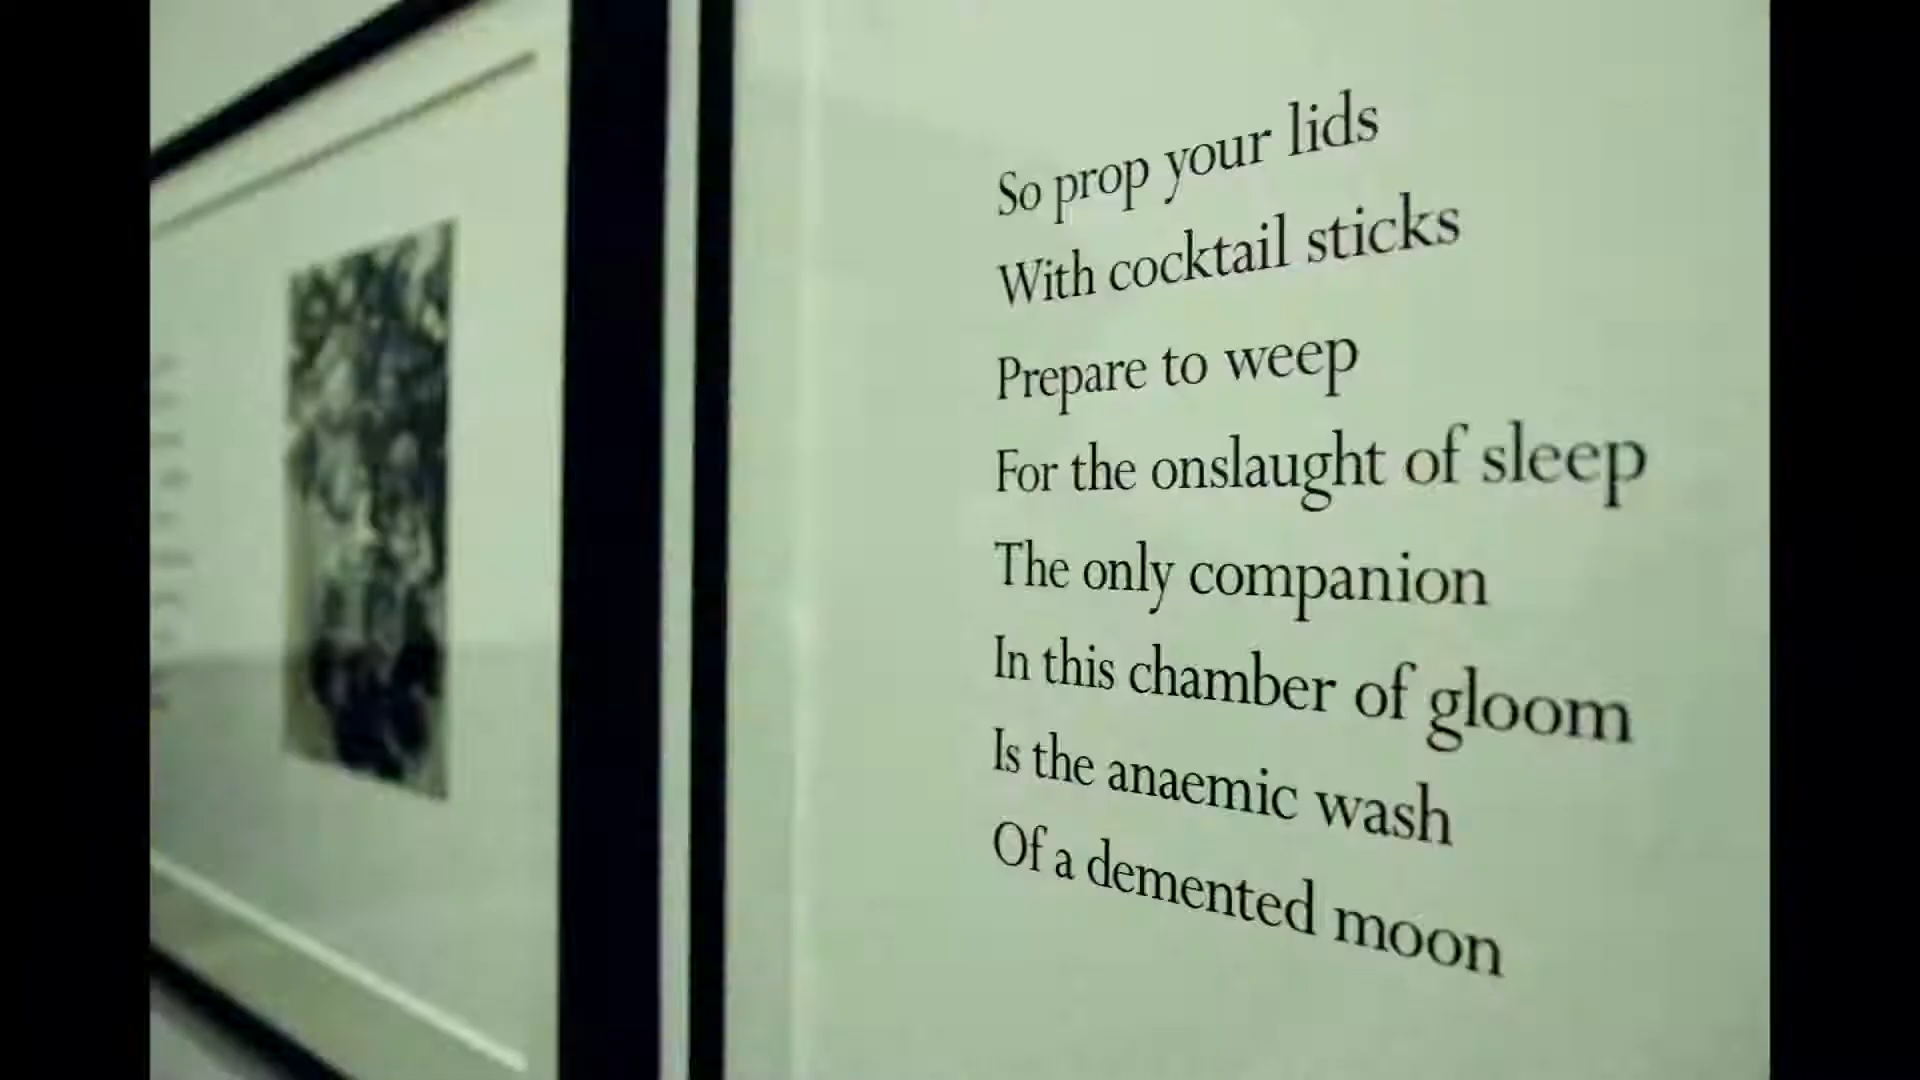 So prop your lids
With cocktail sticks
Prepare to weep
For the onslaught of sleep
The only companion
In this chamber of gloom
Is the anaemic wash
Of a demented moon